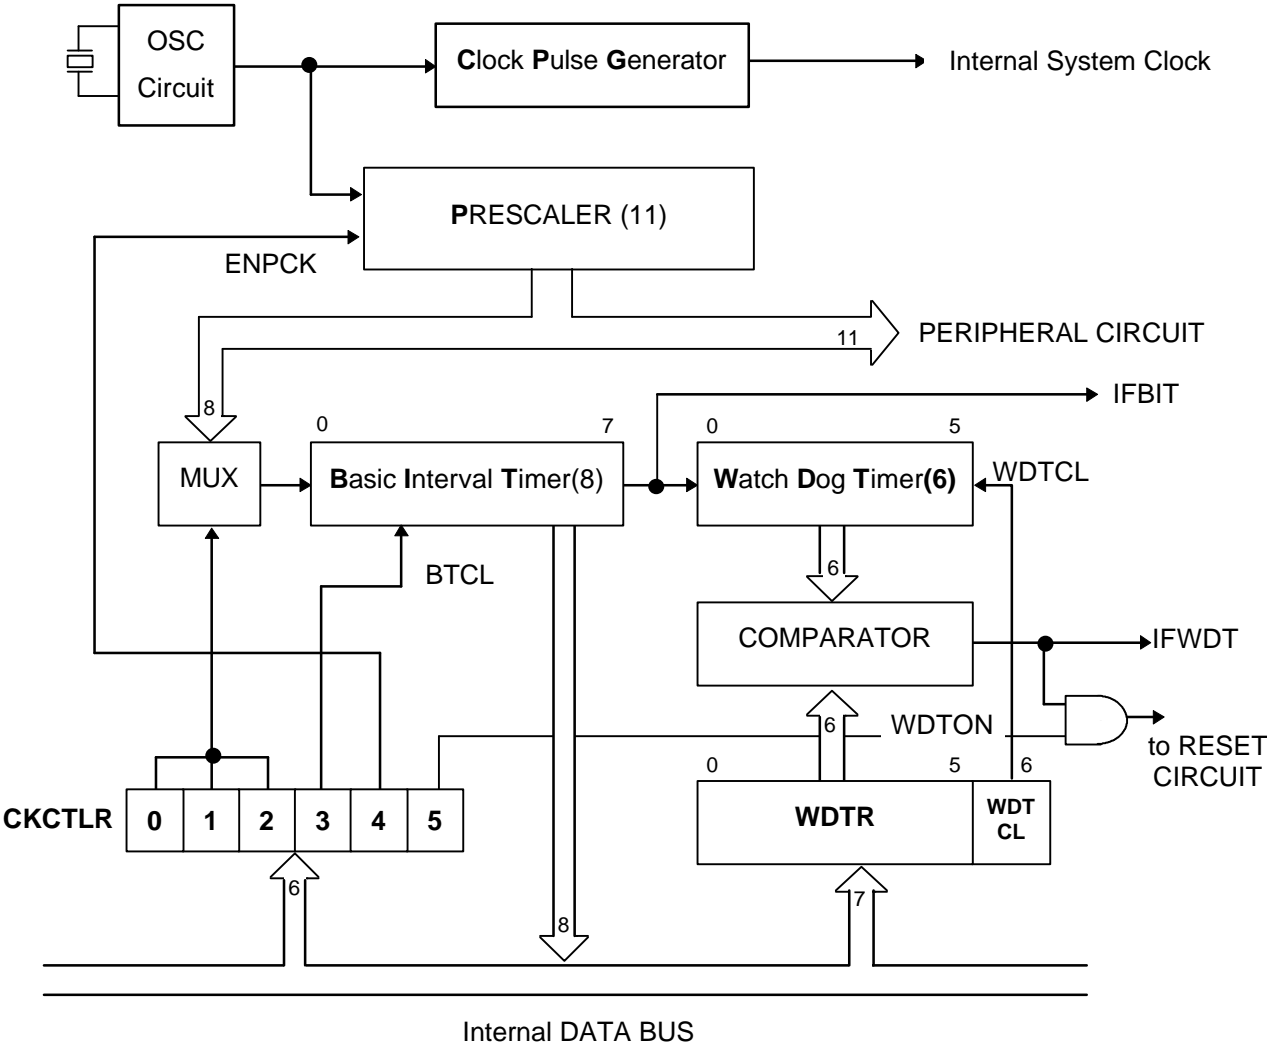 OSC
Circuit
Clock Pulse Generator
Internal System Clock
PRESCALER (11)
ENPCK
11
PERIPHERAL CIRCUIT
IFBIT
8
0
7
0
5
MUX
Basic Interval Timer(8)
Watch Dog Timer(6)
WDTCL
BTCL
6
COMPARATOR
IFWDT
6
WDTON
to RESET
CIRCUIT
0
5
6
CKCTLR
0
1
2
3
4
5
WDTR
WDT
CL
6
8
7
Internal DATA BUS